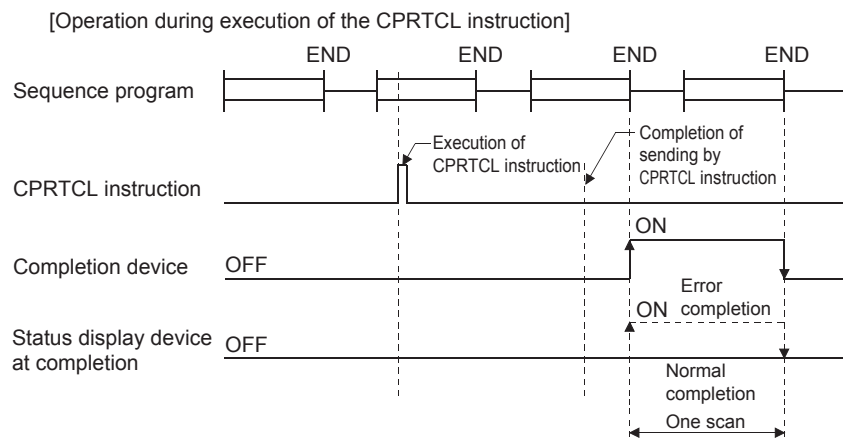 [Operation during execution of the CPRTCL instruction]
END END END END
Sequence program
Execution of
CPRTCL instruction
Completion of
sending by
CPRTCL instruction
CPRTCL instruction
ON
Completion device
OFF
Error
completion
ON
Status display device
at completion
OFF
Normal
completion
One scan